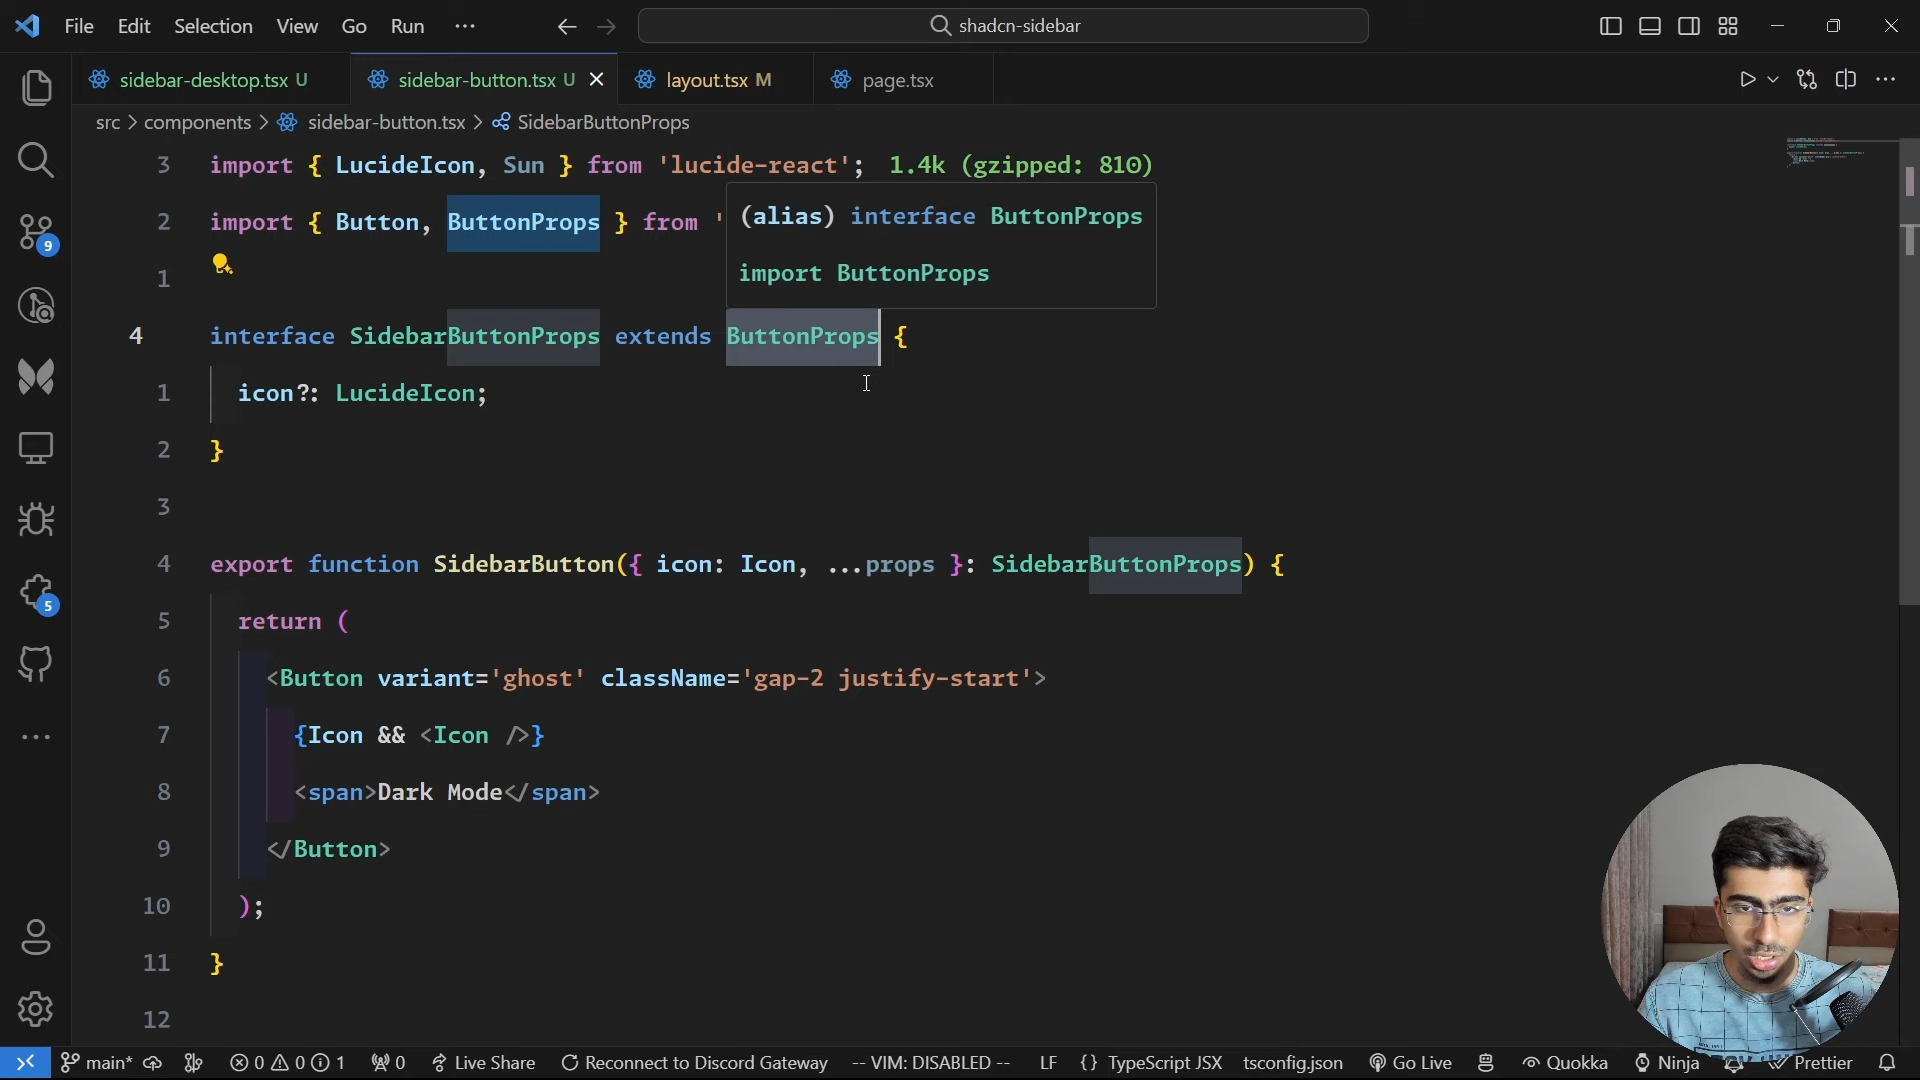 File Edit Selection View Go Run ··· shadcn-sidebar
sidebar-desktop.tsx U sidebar-button.tsx U layout.tsx M page.tsx
src > components > sidebar-button.tsx > SidebarButtonProps
3 import { LucideIcon, Sun } from 'lucide-react'; 1.4k (gzipped: 810)
2 import { Button, ButtonProps } from '
(alias) interface ButtonProps
import ButtonProps
1
4 interface SidebarButtonProps extends ButtonProps {
1 icon?: LucideIcon;
2 }
3
4 export function SidebarButton({ icon: Icon, ...props }: SidebarButtonProps) {
5 return (
6 <Button variant='ghost' className='gap-2 justify-start'>
7 {Icon && <Icon />}
8 <span>Dark Mode</span>
9 </Button>
10 );
11 }
12
9
5
main* 0 0 1 0 Live Share Reconnect to Discord Gateway -- VIM: DISABLED -- LF {} TypeScript JSX tsconfig.json Go Live Quokka Ninja Prettier